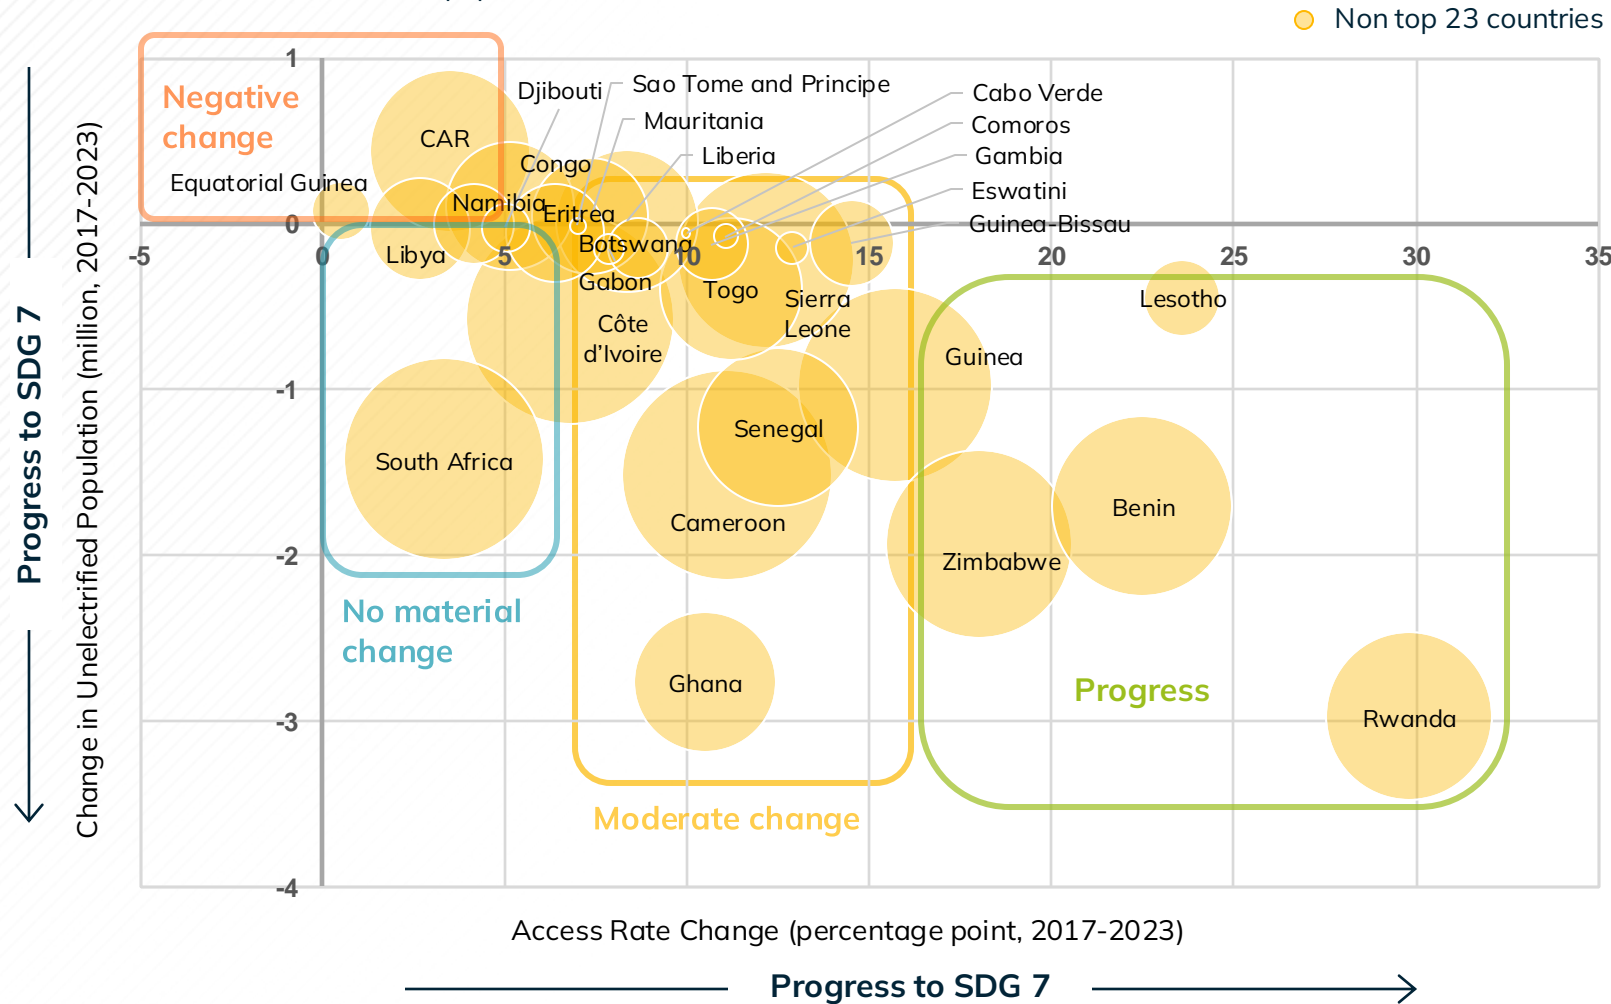 Non top 23 countries
1
0
-1
-2
-3
-4
-5
0
5
10
15
20
25
30
35
Negative
change
CAR
Equatorial Guinea
Djibouti
Sao Tome and Principe
Mauritania
Liberia
Cabo Verde
Comoros
Gambia
Eswatini
Guinea-Bissau
Congo
Namibia
Eritrea
Libya
Botswana
Gabon
Togo
Sierra
Leone
Côte
d’Ivoire
Guinea
Lesotho
South Africa
Senegal
Cameroon
Benin
Zimbabwe
No material
change
Ghana
Progress
Rwanda
Moderate change
Progress to SDG 7
Change in Unelectrified Population (million, 2017-2023)
Access Rate Change (percentage point, 2017-2023)
Progress to SDG 7